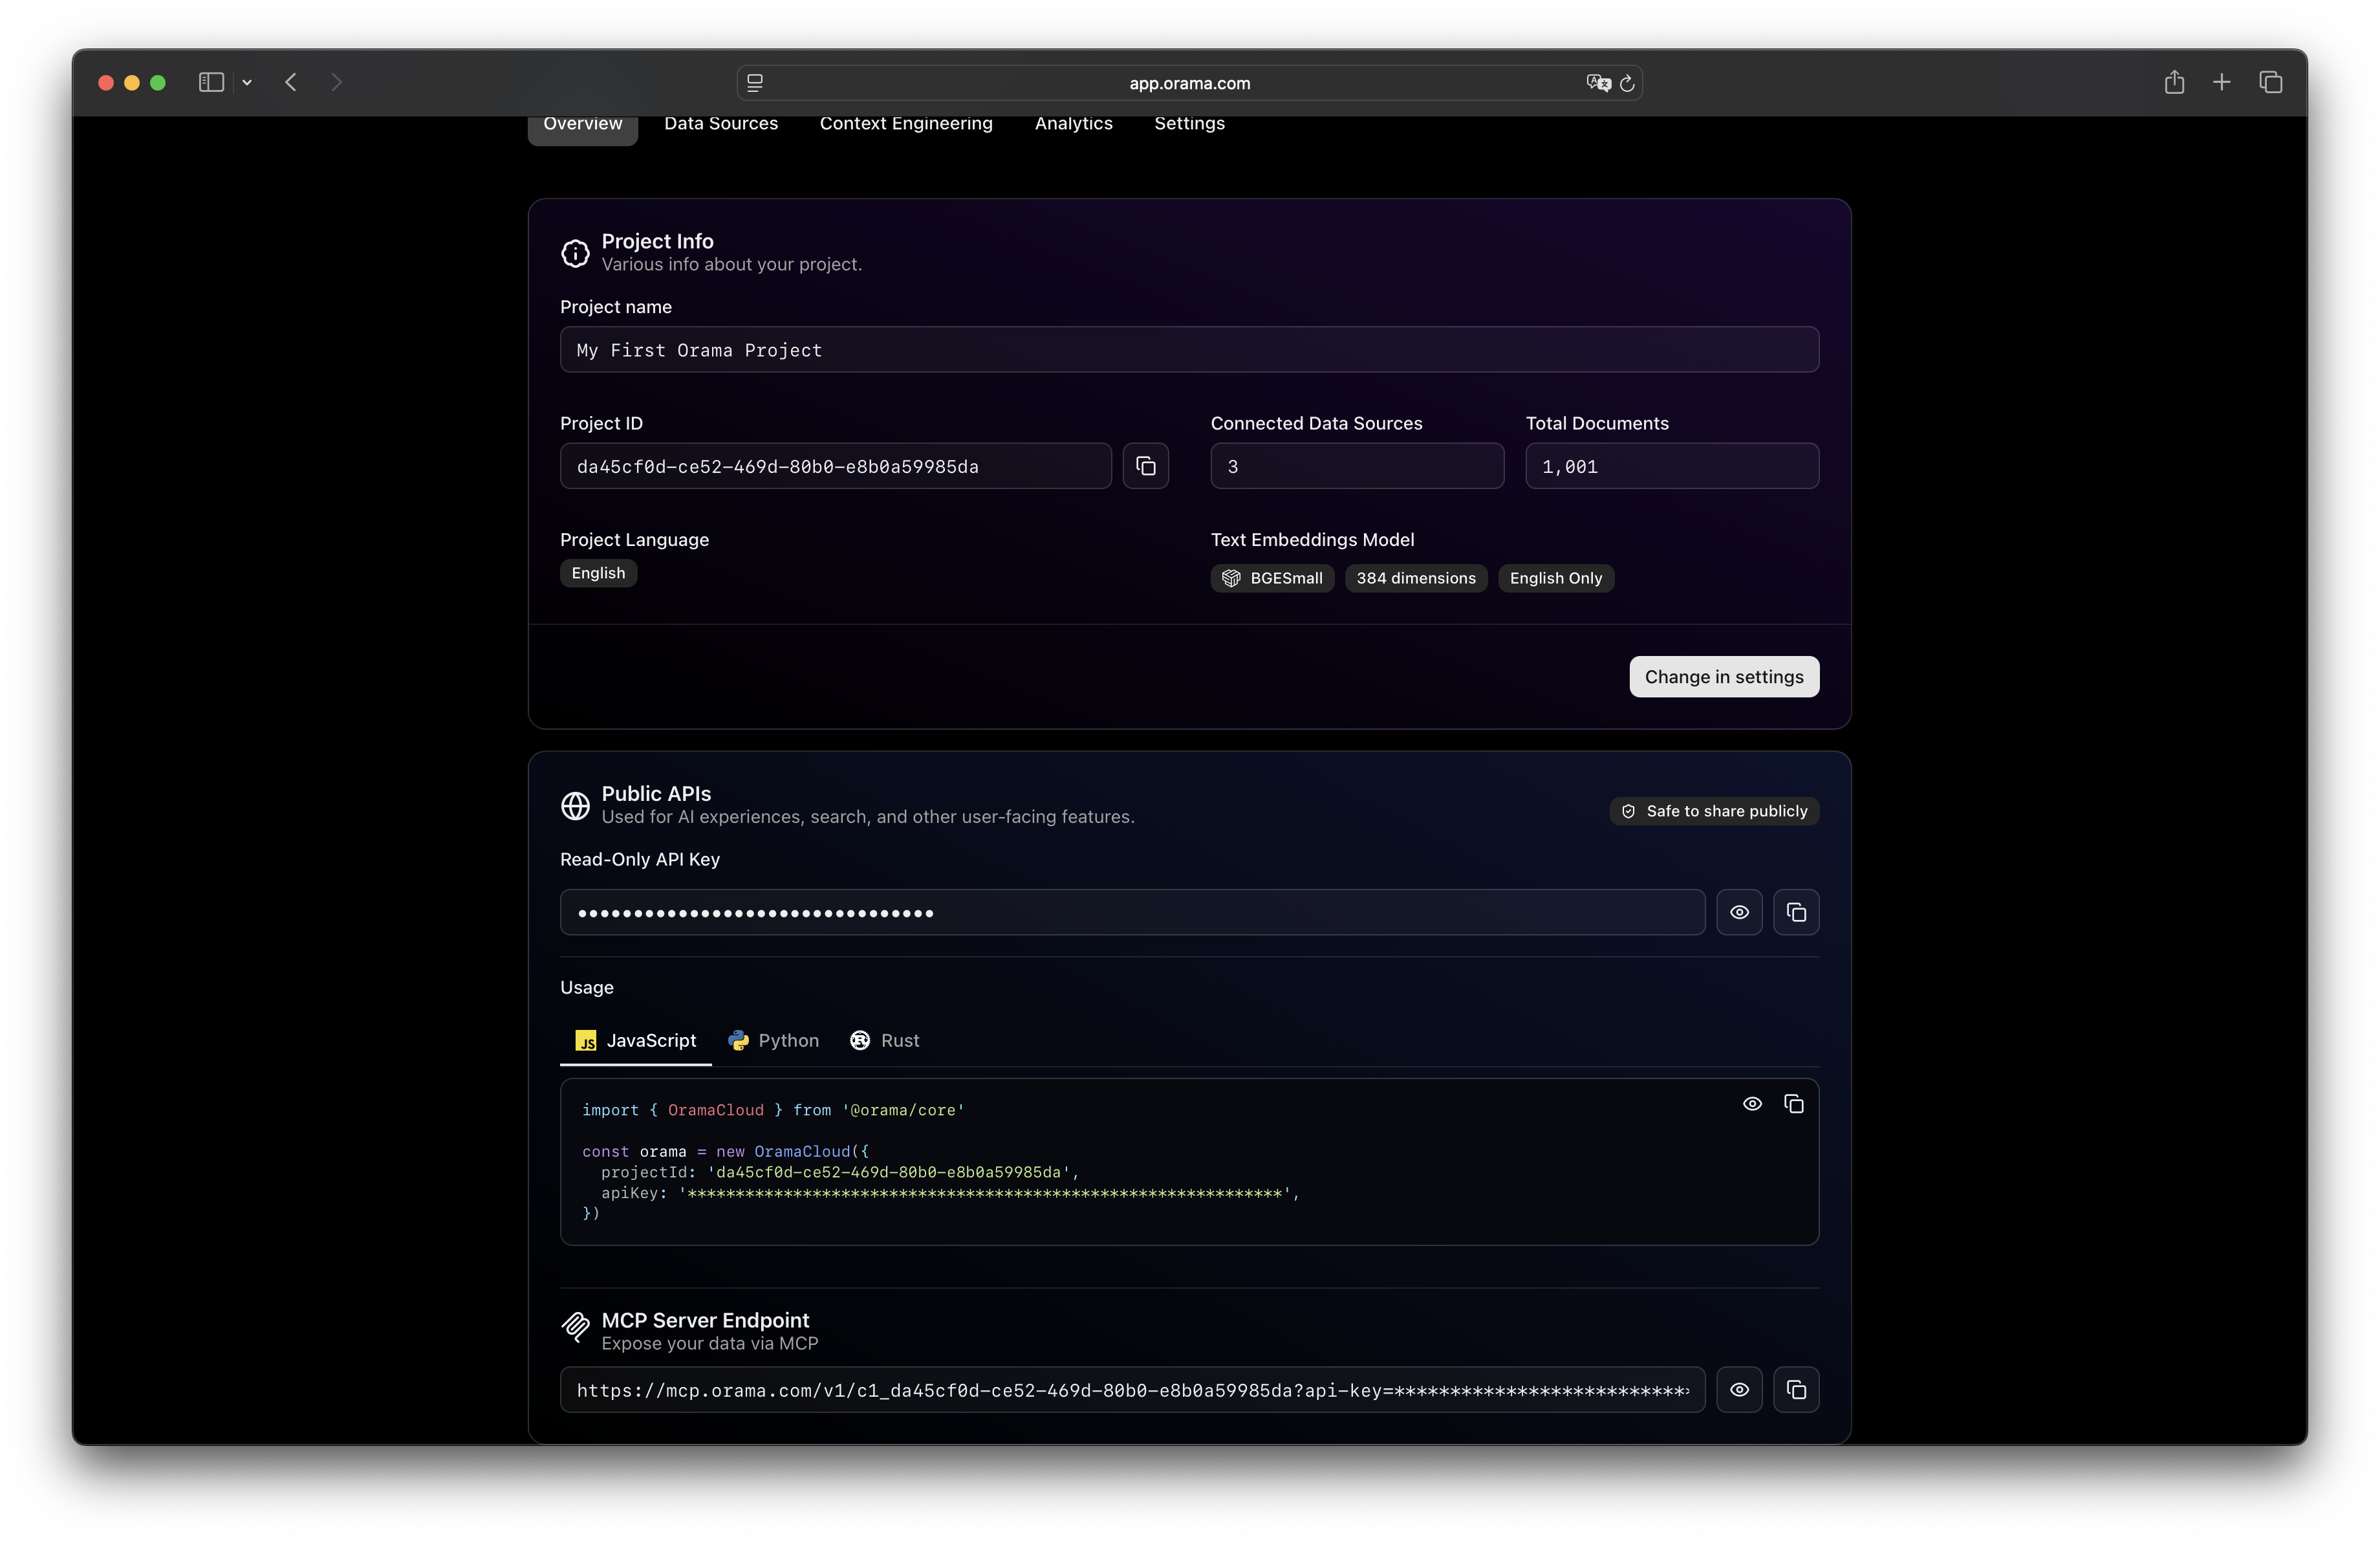 app.orama.com
Overview Data Sources Context Engineering Analytics Settings
Project Info
Various info about your project.
Project name
My First Orama Project
Project ID Connected Data Sources Total Documents
da45cf0d-ce52-469d-80b0-e8b0a59985da 3 1,001
Project Language Text Embeddings Model
English BGESmall 384 dimensions English Only
Change in settings
Public APIs
Used for AI experiences, search, and other user-facing features.
Safe to share publicly
Read-Only API Key
••••••••••••••••••••••••••••••••
Usage
JS JavaScript Python Rust
import { OramaCloud } from '@orama/core'
const orama = new OramaCloud({
projectId: 'da45cf0d-ce52-469d-80b0-e8b0a59985da',
apiKey: '**************************************************************',
})
MCP Server Endpoint
Expose your data via MCP
https://mcp.orama.com/v1/c1_da45cf0d-ce52-469d-80b0-e8b0a59985da?api-key=**************************